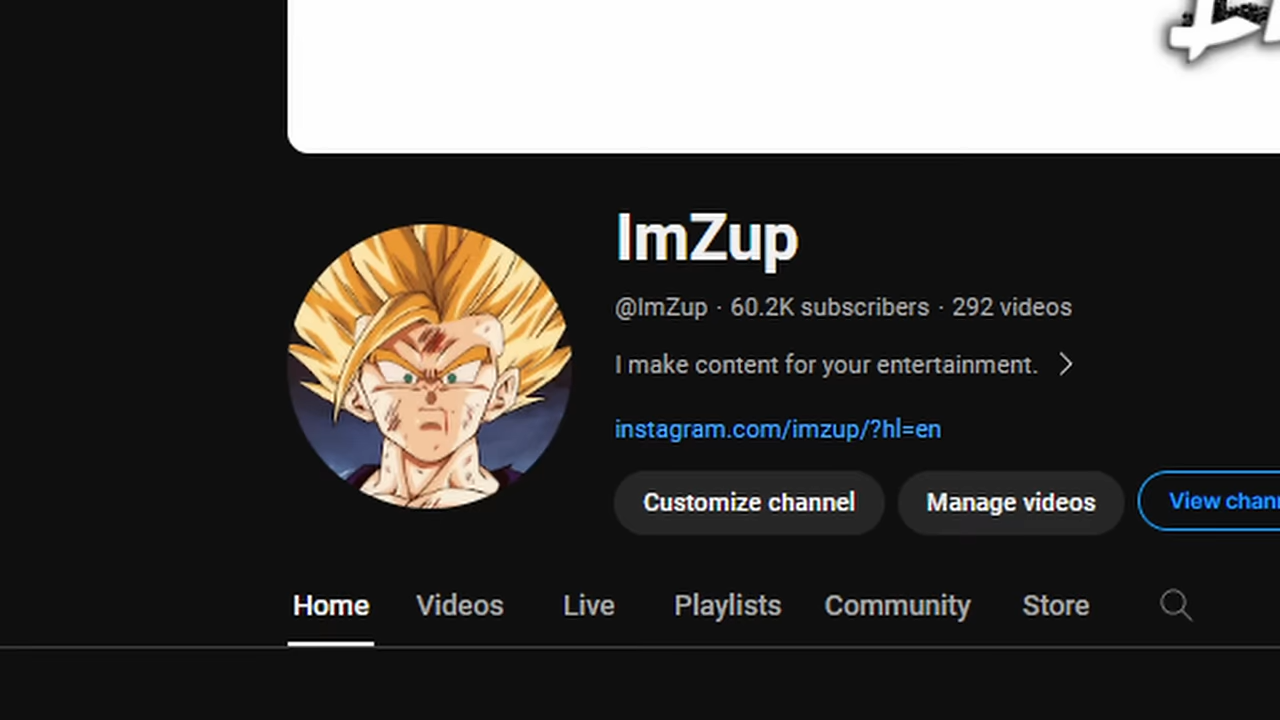 ImZup
@ImZup · 60.2K subscribers · 292 videos
I make content for your entertainment.
instagram.com/imzup/?hl=en
Customize channel Manage videos View
Home Videos Live Playlists Community Store